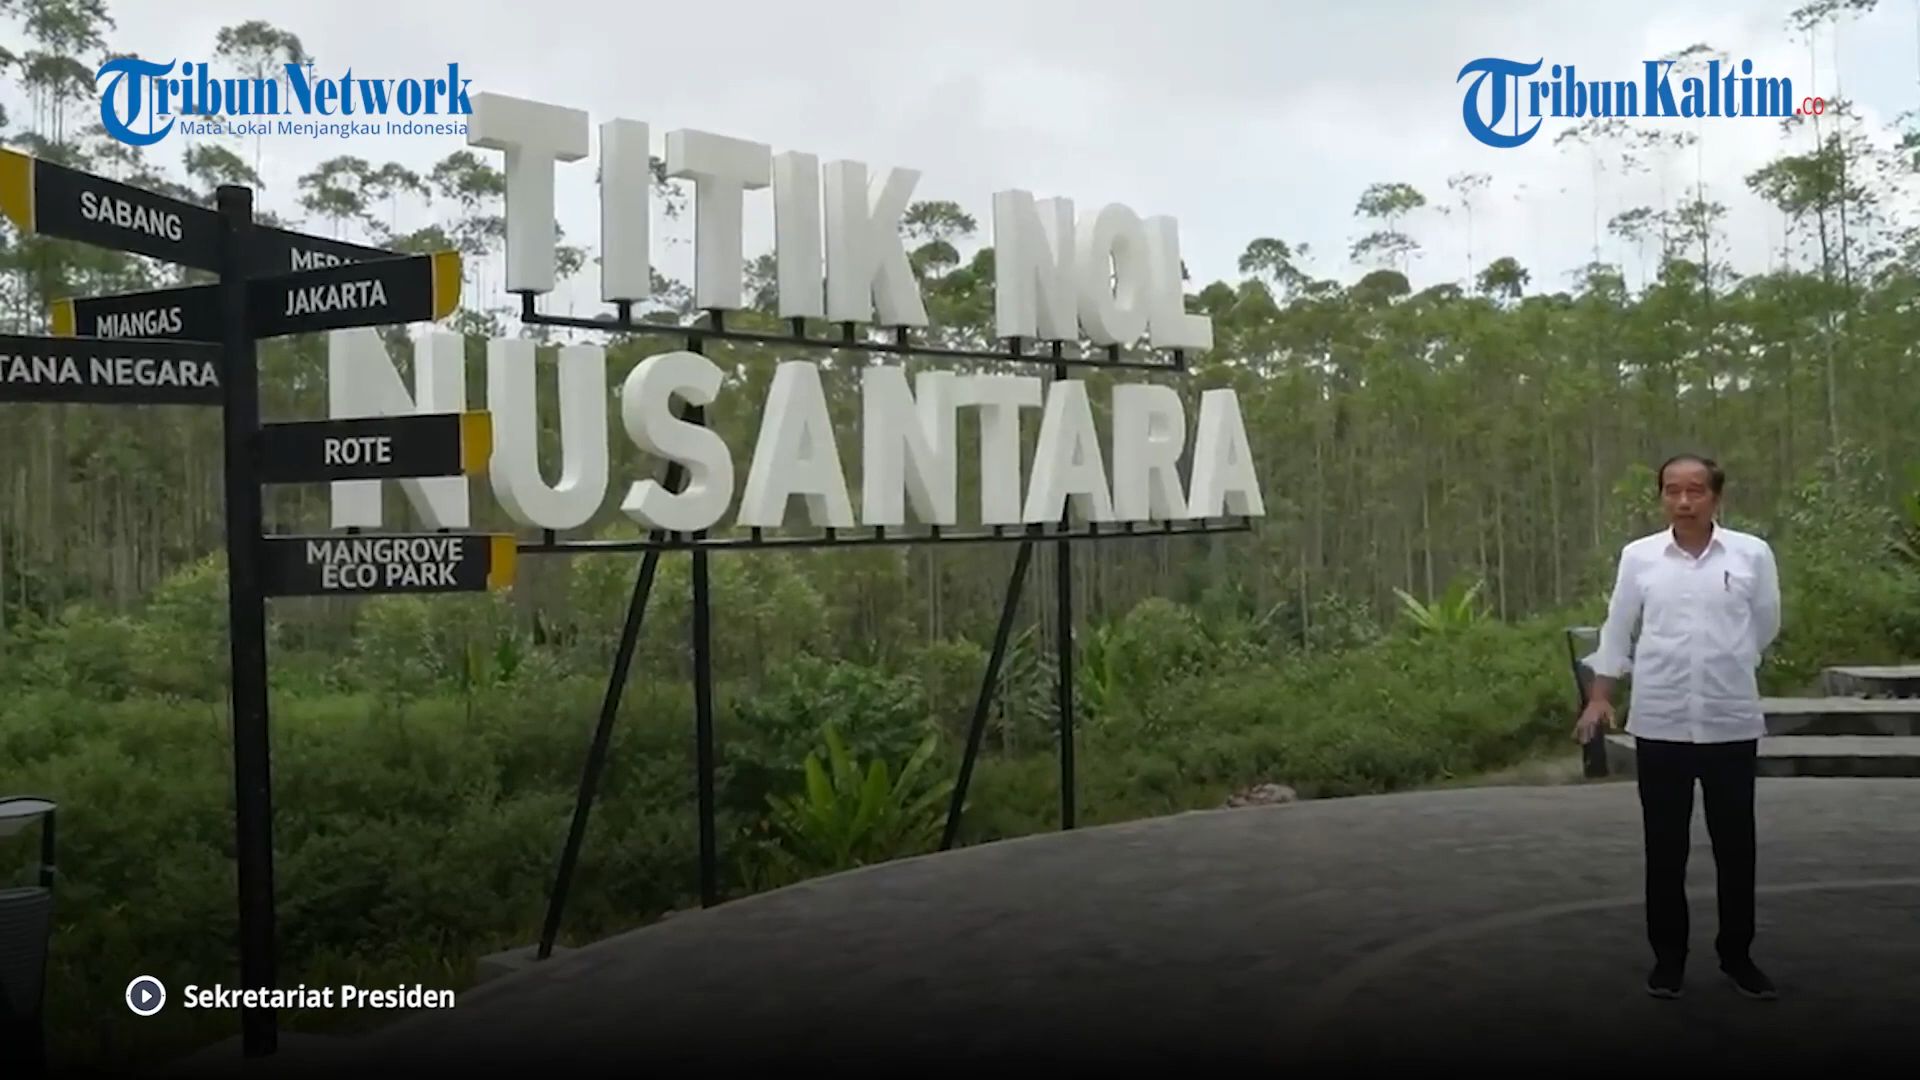 TribunNetwork
Mata Lokal Menjangkau Indonesia
TribunKaltim.co
TITIK NOL
NUSANTARA
SABANG
JAKARTA
MIANGAS
NEGARA
ROTE
MANGROVE
ECO PARK
Sekretariat Presiden